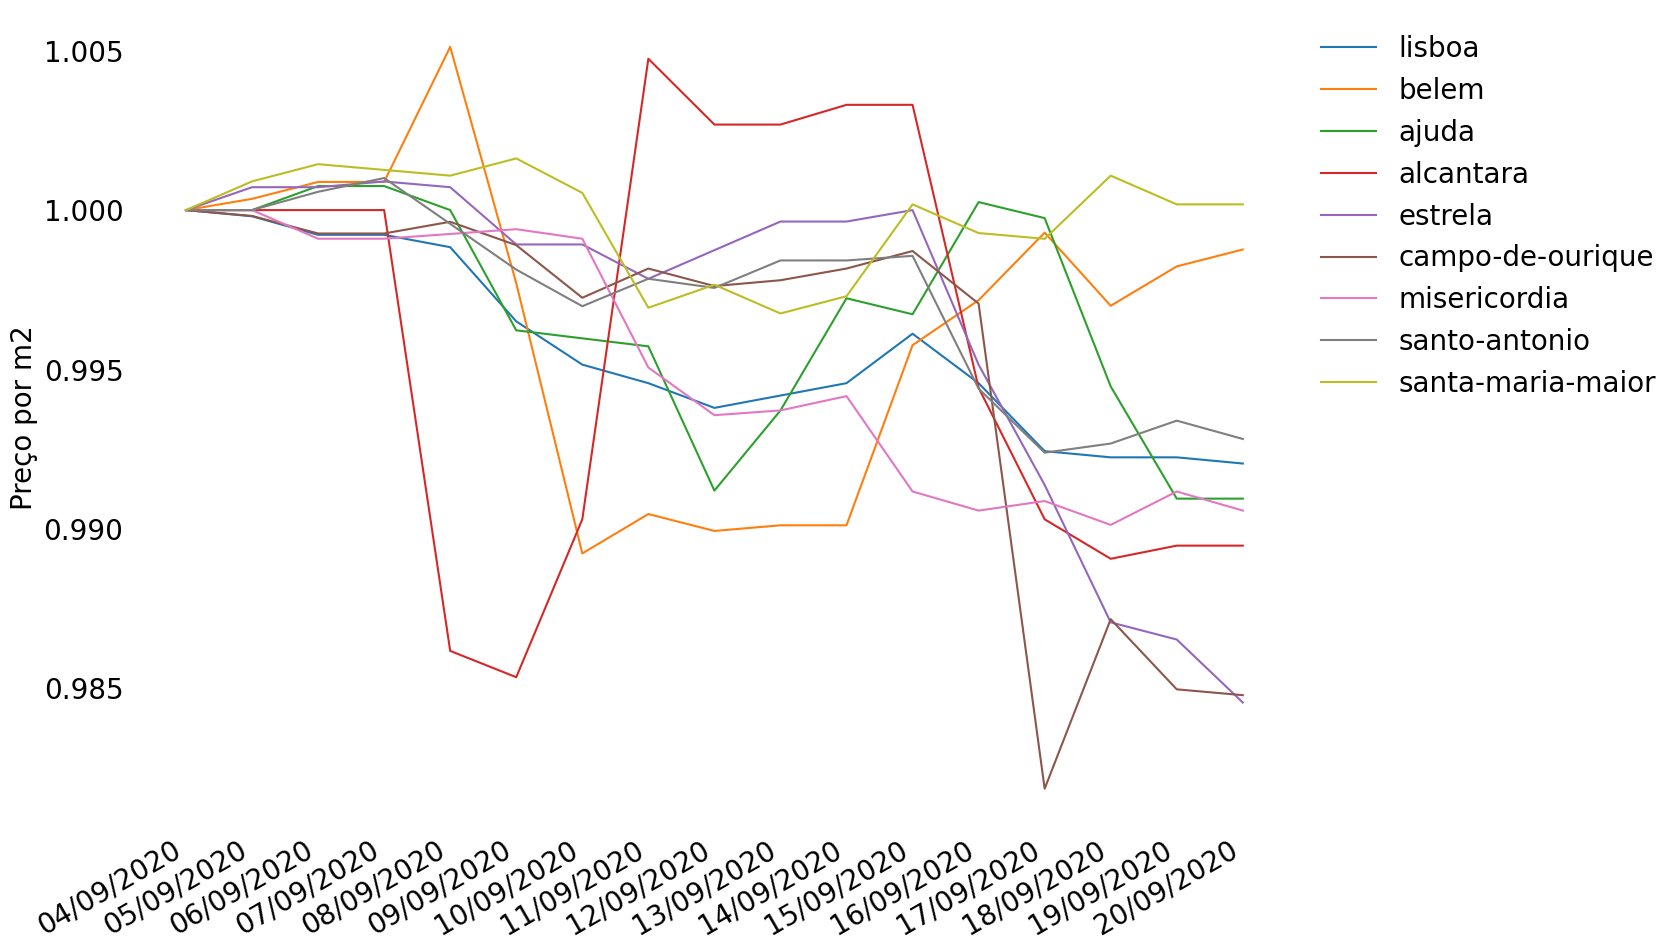 1.005
1.000
0.995
0.990
0.985
Preço por m2
04/09/2020
05/09/2020
06/09/2020
07/09/2020
08/09/2020
09/09/2020
10/09/2020
11/09/2020
12/09/2020
13/09/2020
14/09/2020
15/09/2020
16/09/2020
17/09/2020
18/09/2020
19/09/2020
20/09/2020
lisboa
belem
ajuda
alcantara
estrela
campo-de-ourique
misericordia
santo-antonio
santa-maria-maior